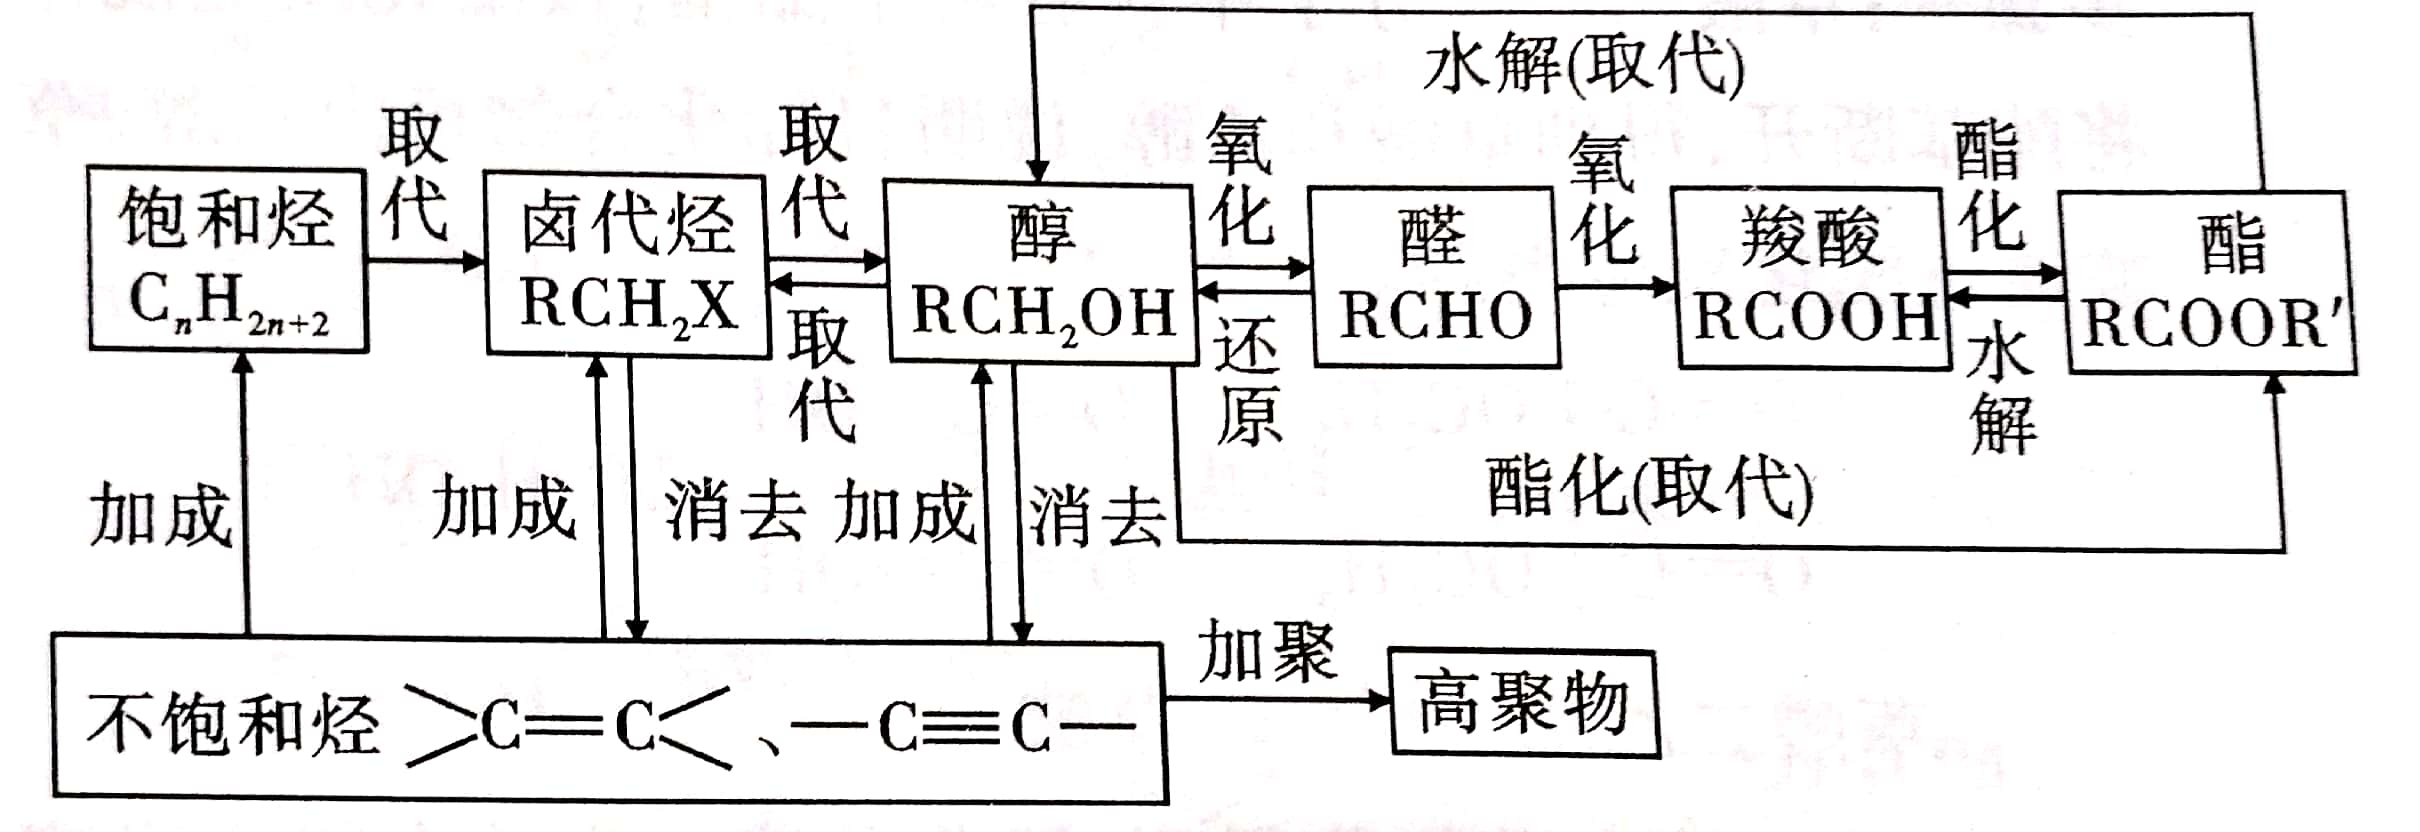 水解(取代)
取代
取代
氧化
氧化
酯化
饱和烃
CₙH₂ₙ₊₂
卤代烃
RCH₂X
醇
RCH₂OH
醛
RCHO
羧酸
RCOOH
酯
RCOOR′
取代
还原
水解
加成
加成
消去
加成
消去
酯化(取代)
不饱和烃 >C=C< 、—C≡C—
加聚
高聚物